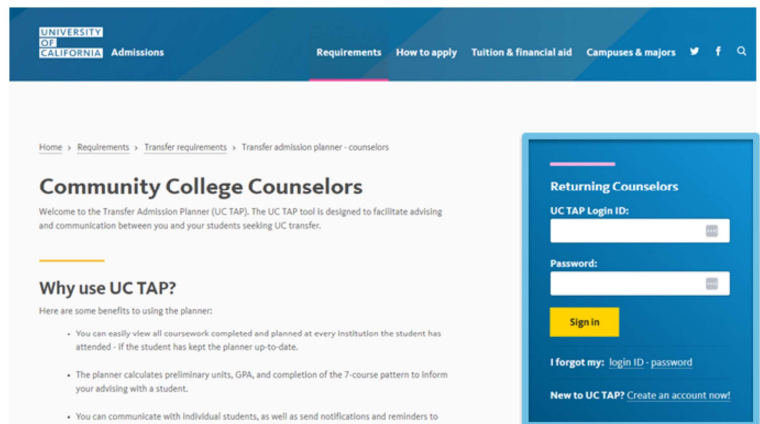 UNIVERSITY
OF
CALIFORNIA
Admissions
Requirements How to apply Tuition & financial aid Campuses & majors
Home > Requirements > Transfer requirements > Transfer admission planner - counselors
Community College Counselors
Welcome to the Transfer Admission Planner (UC TAP). The UC TAP tool is designed to facilitate advising
and communication between you and your students seeking UC transfer.
Why use UC TAP?
Here are some benefits to using the planner:
• You can easily view all coursework completed and planned at every institution the student has
attended - if the student has kept the planner up-to-date.
• The planner calculates preliminary units, GPA, and completion of the 7-course pattern to inform
your advising with a student.
• You can communicate with individual students, as well as send notifications and reminders to
Returning Counselors
UC TAP Login ID:
Password:
Sign in
I forgot my: login ID - password
New to UC TAP? Create an account now!